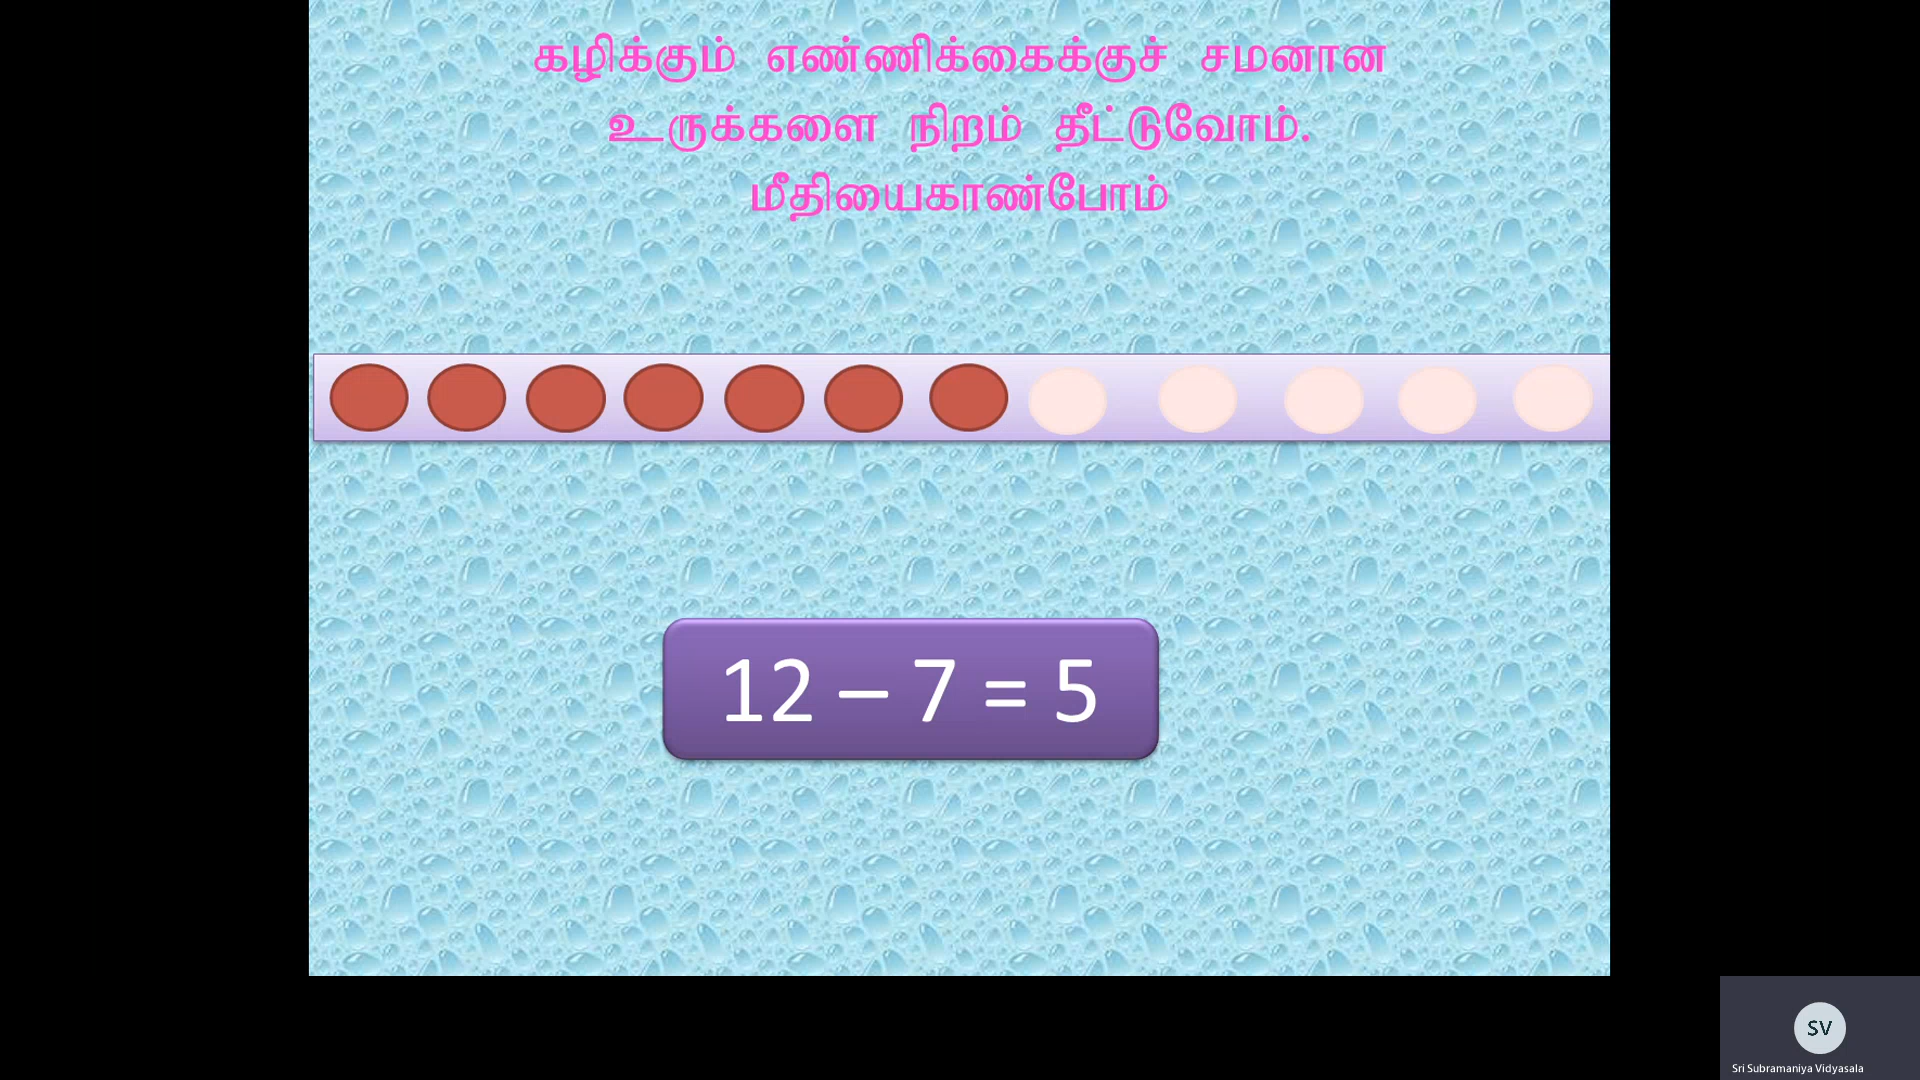 கழிக்கும் எண்ணிக்கைக்குச் சமனான
உருக்களை நிறம் தீட்டுவோம்.
மீதியைகாண்போம்
12 – 7 = 5
SV
Sri Subramaniya Vidyasala